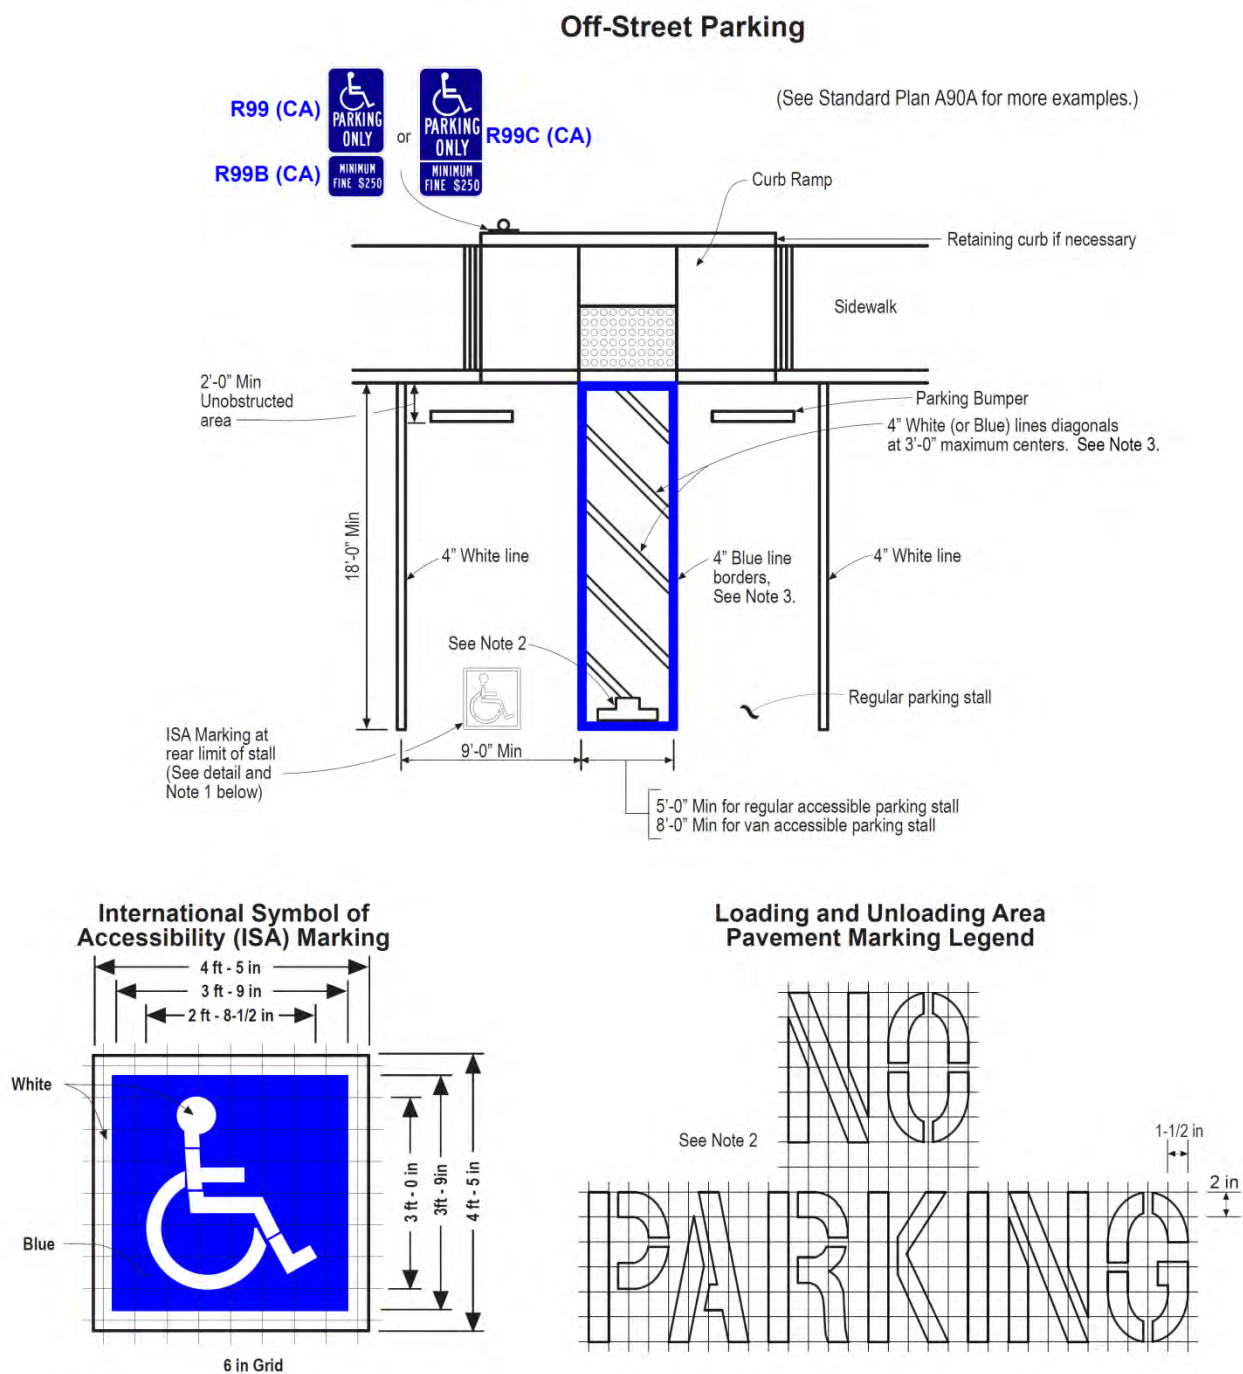 Off-Street Parking
R99 (CA)
PARKING
ONLY
or
PARKING
ONLY
R99C (CA)
(See Standard Plan A90A for more examples.)
R99B (CA)
MINIMUM
FINE $250
MINIMUM
FINE $250
Curb Ramp
Retaining curb if necessary
Sidewalk
2'-0" Min
Unobstructed
area
Parking Bumper
4" White (or Blue) lines diagonals
at 3'-0" maximum centers. See Note 3.
18'-0" Min
4" White line
4" Blue line
borders,
See Note 3.
4" White line
See Note 2
Regular parking stall
ISA Marking at
rear limit of stall
(See detail and
Note 1 below)
9'-0" Min
5'-0" Min for regular accessible parking stall
8'-0" Min for van accessible parking stall
International Symbol of
Accessibility (ISA) Marking
4 ft - 5 in
3 ft - 9 in
2 ft - 8-1/2 in
White
Blue
3 ft - 0 in
3ft - 9in
4 ft - 5 in
6 in Grid
Loading and Unloading Area
Pavement Marking Legend
NO
See Note 2
1-1/2 in
2 in
PARKING